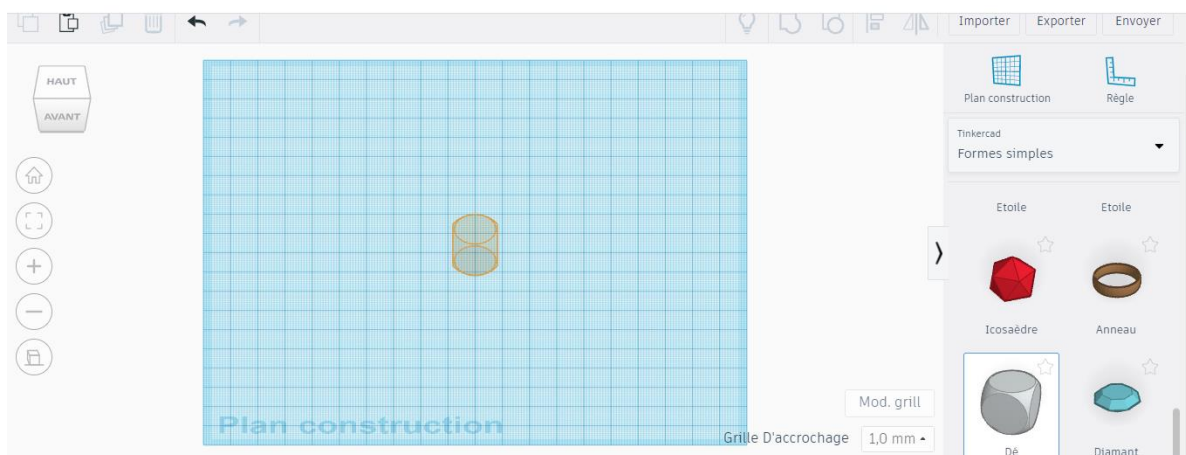 Importer Exporter Envoyer
HAUT
AVANT
Plan construction Règle
Tinkercad
Formes simples
Etoile Etoile
Icosaèdre Anneau
Mod. grill
Plan construction
Grille D'accrochage 1,0 mm
Dé Diamant